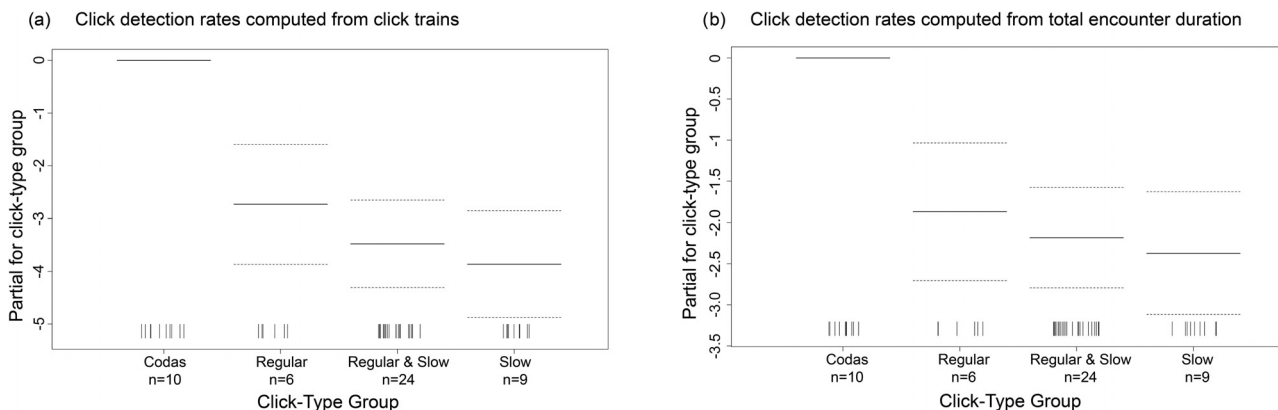 (a) Click detection rates computed from click trains
Partial for click-type group
0
-1
-2
-3
-4
-5
Codas Regular Regular & Slow Slow
n=10 n=6 n=24 n=9
Click-Type Group
(b) Click detection rates computed from total encounter duration
Partial for click-type group
0
-0.5
-1
-1.5
-2.0
-2.5
-3.0
-3.5
Codas Regular Regular & Slow Slow
n=10 n=6 n=24 n=9
Click-Type Group